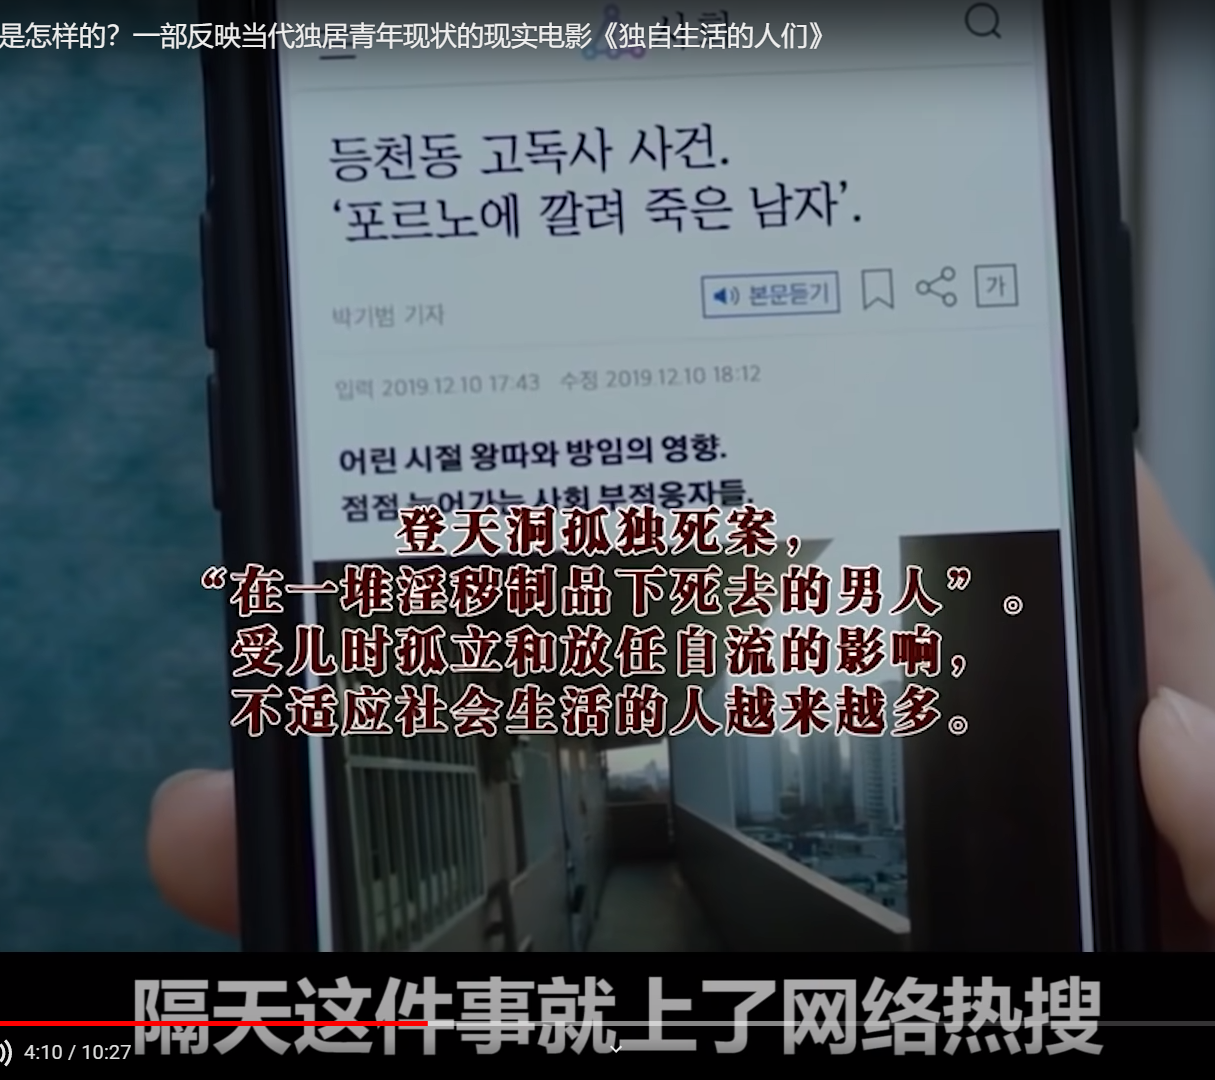 是怎样的？一部反映当代独居青年现状的现实电影《独自生活的人们》
사회
등천동 고독사 사건.
‘포르노에 깔려 죽은 남자’.
본문듣기
가
박기범 기자
입력 2019.12.10 17:43 수정 2019.12.10 18:12
어린 시절 왕따와 방임의 영향.
점점 늘어가는 사회 부적응자들.
登天洞孤独死案，
“在一堆淫秽制品下死去的男人”。
受儿时孤立和放任自流的影响，
不适应社会生活的人越来越多。
隔天这件事就上了网络热搜
4:10 / 10:27